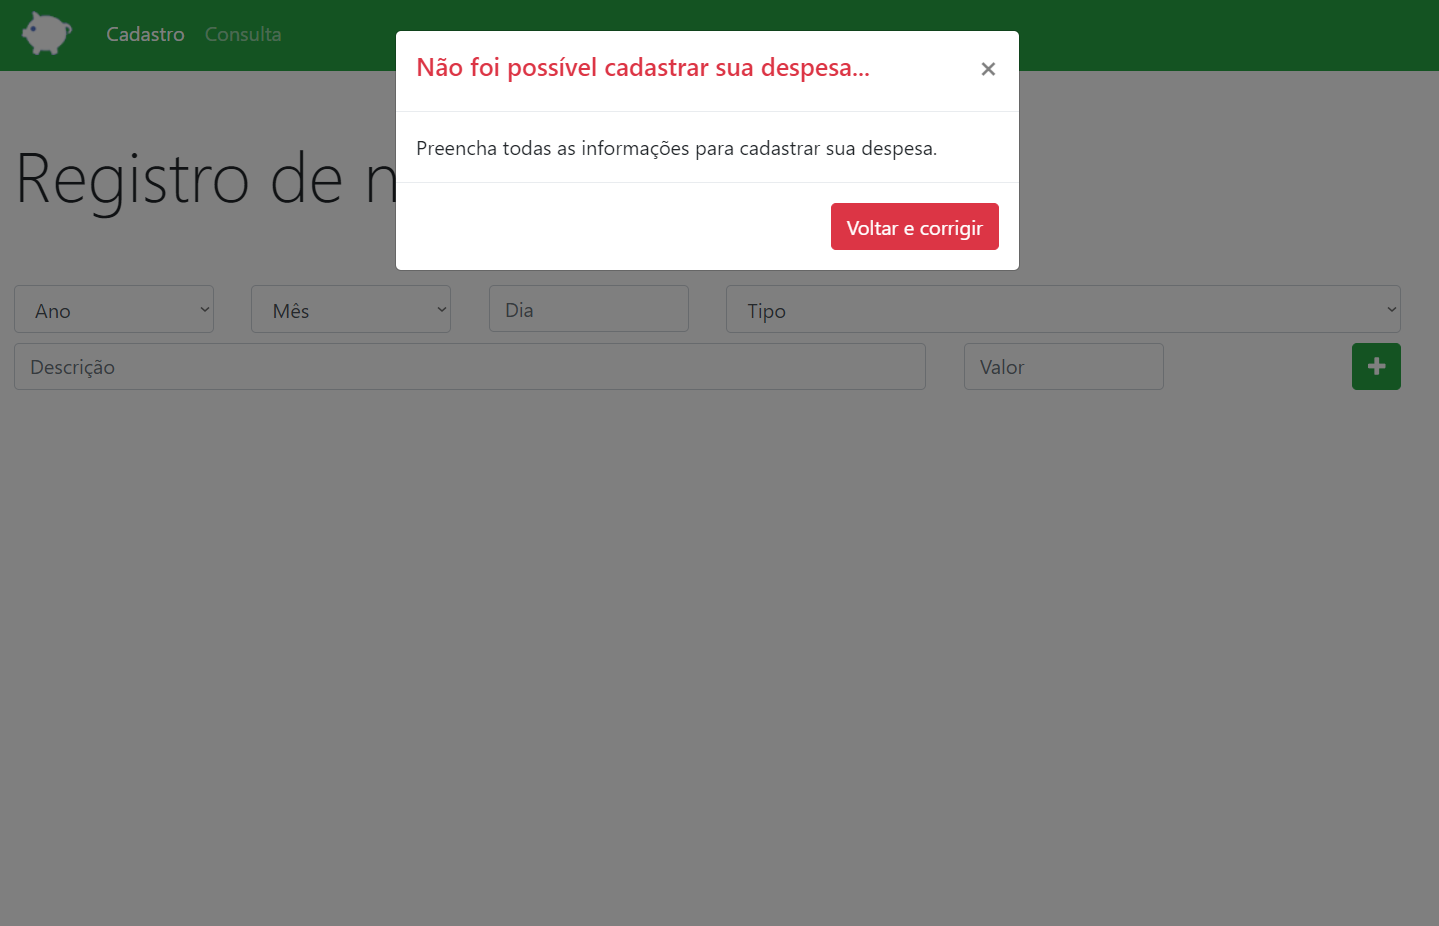 Cadastro Consulta
Não foi possível cadastrar sua despesa...
×
Preencha todas as informações para cadastrar sua despesa.
Voltar e corrigir
Registro de
Ano Mês Dia Tipo
Descrição Valor